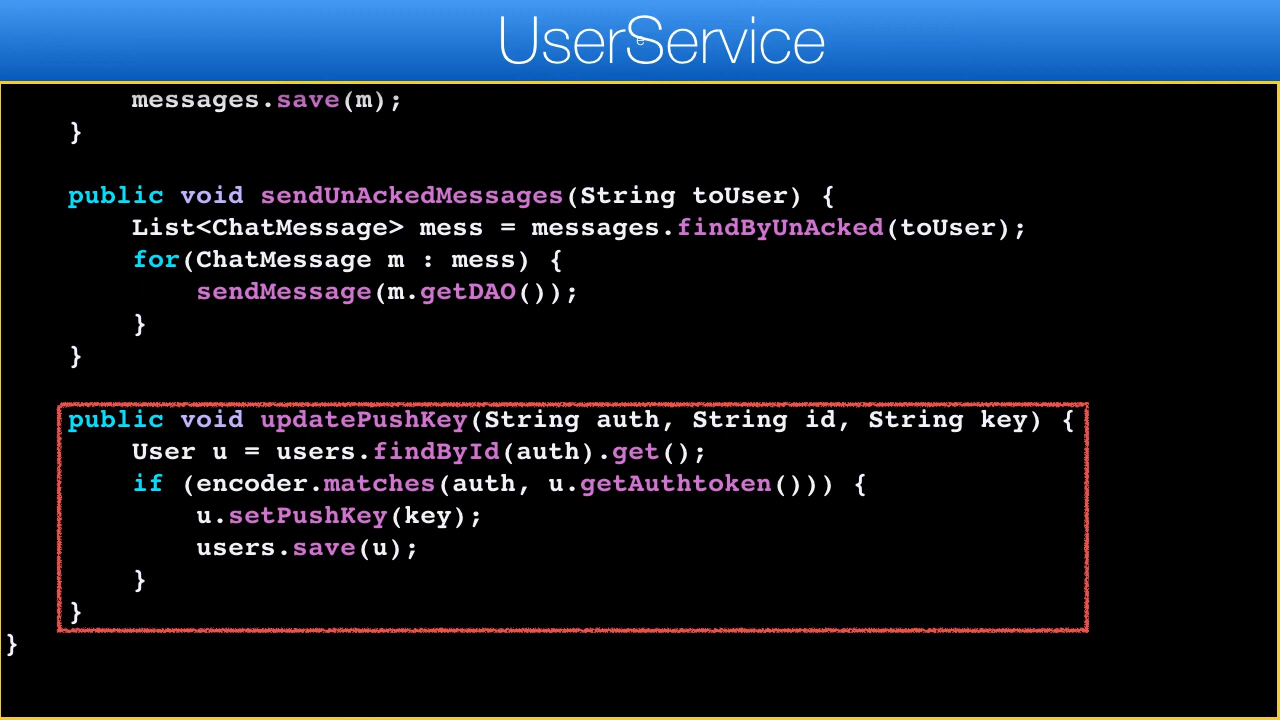 UserService
e
messages.save(m);
}
public void sendUnAckedMessages(String toUser) {
List<ChatMessage> mess = messages.findByUnAcked(toUser);
for(ChatMessage m : mess) {
sendMessage(m.getDAO());
}
}
public void updatePushKey(String auth, String id, String key) {
User u = users.findById(auth).get();
if (encoder.matches(auth, u.getAuthtoken())) {
u.setPushKey(key);
users.save(u);
}
}
}